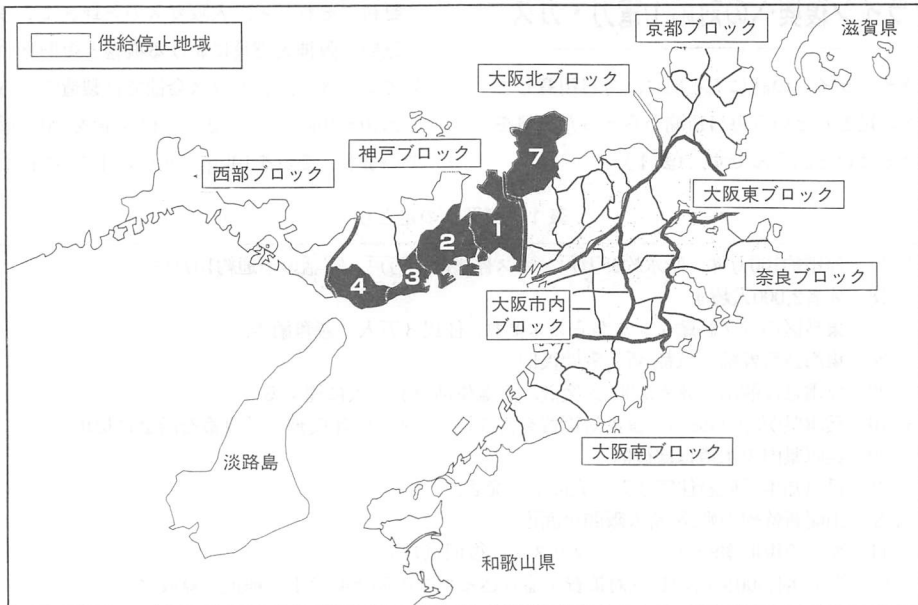 供給停止地域
京都ブロック
滋賀県
大阪北ブロック
神戸ブロック
西部ブロック
7
大阪東ブロック
1
2
3
4
奈良ブロック
大阪市内
ブロック
淡路島
大阪南ブロック
和歌山県